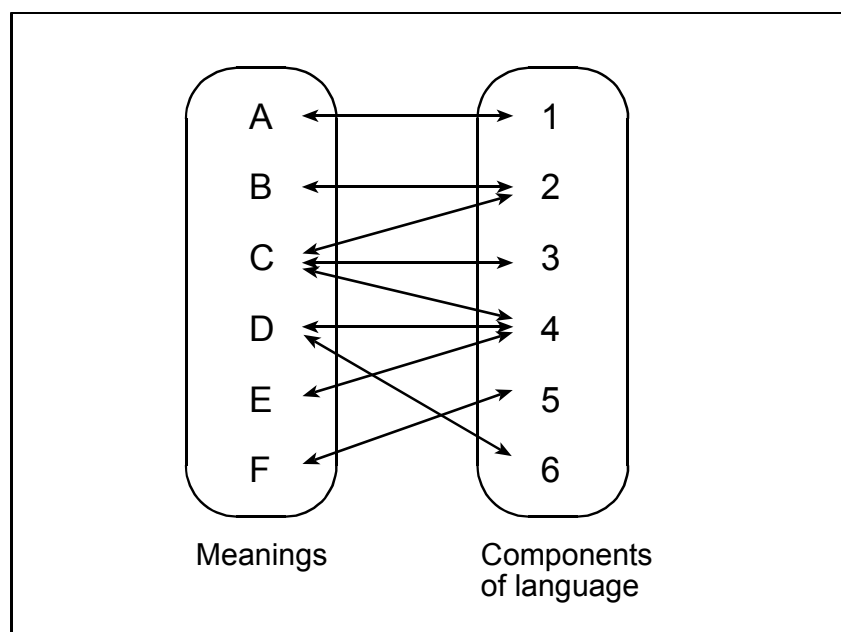 A 1
B 2
C 3
D 4
E 5
F 6
Meanings
Components
of language